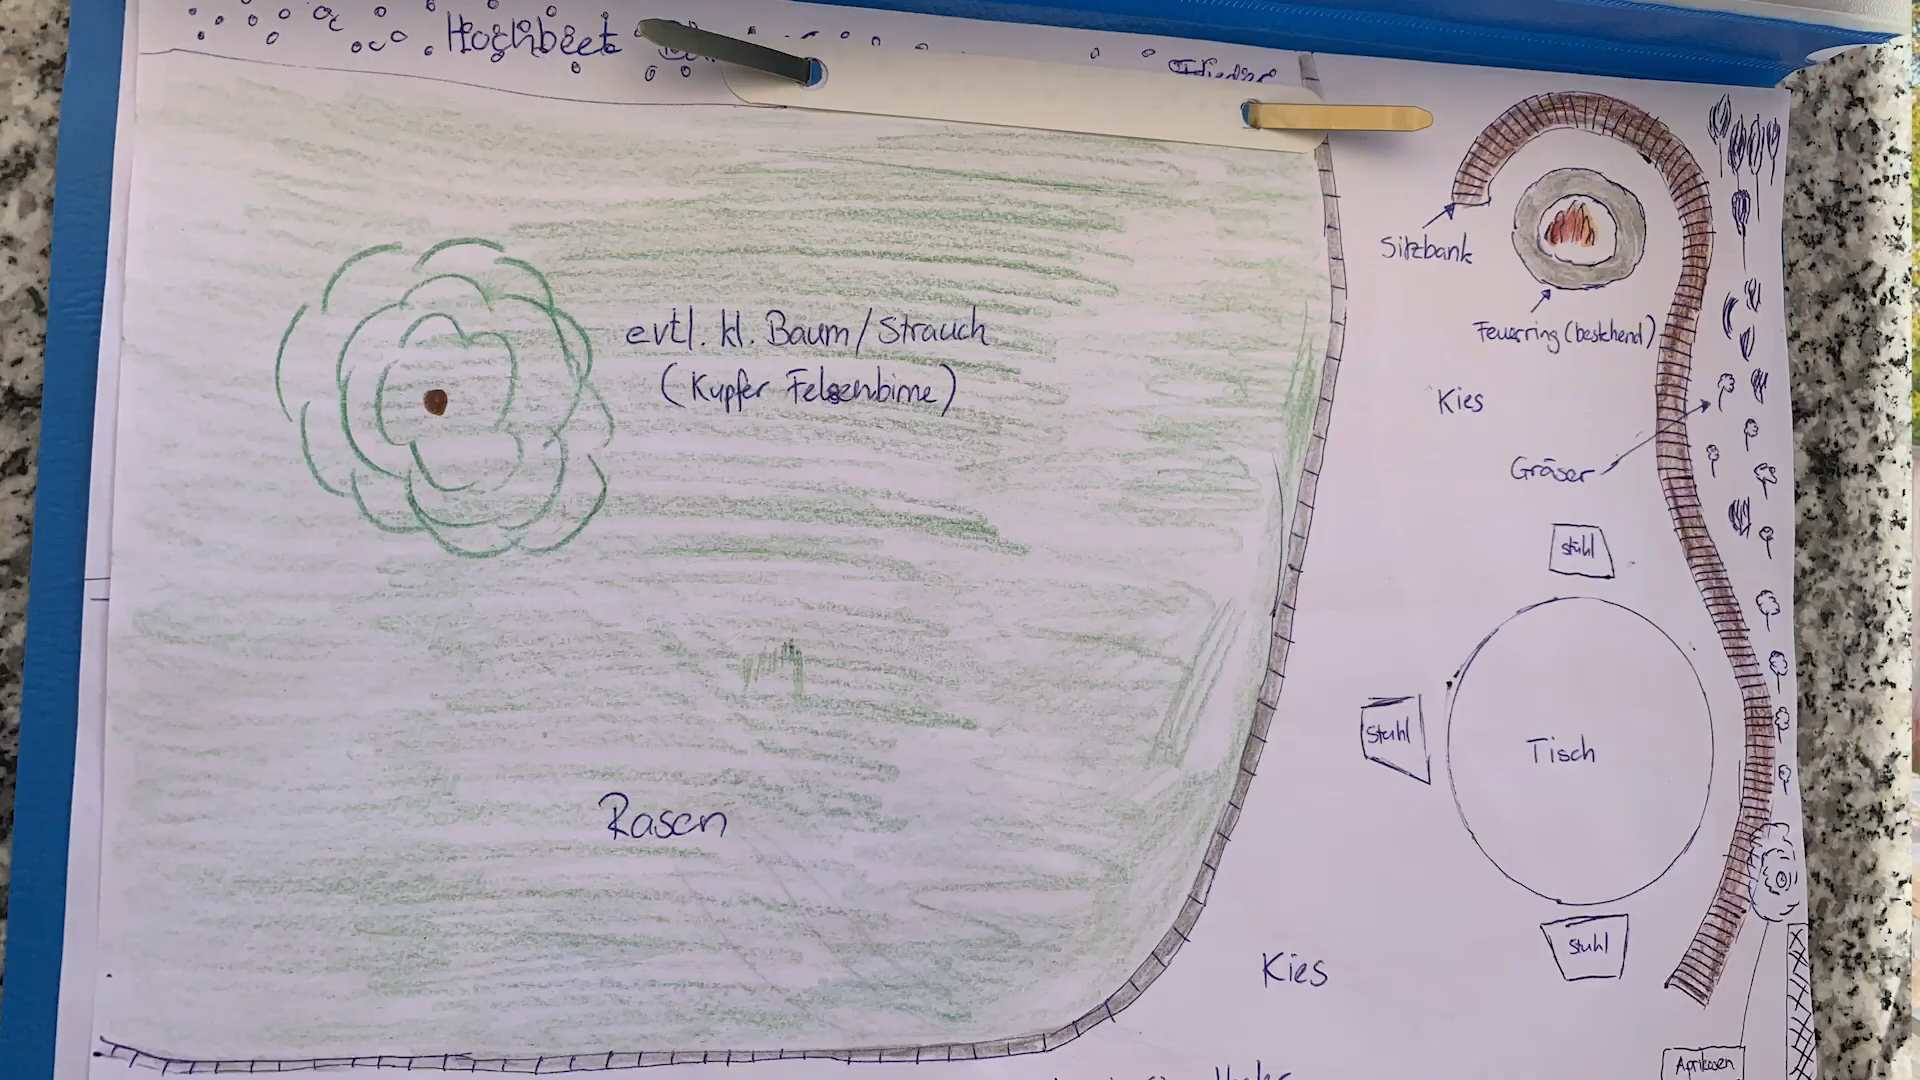 Hochbeet
Flieder
Sitzbank
Feuerring (bestehend)
evtl. kl. Baum/Strauch
(Kupfer Felsenbirne)
Kies
Gräser
Stuhl
Stuhl
Tisch
Rasen
Stuhl
Kies
Aprikosen